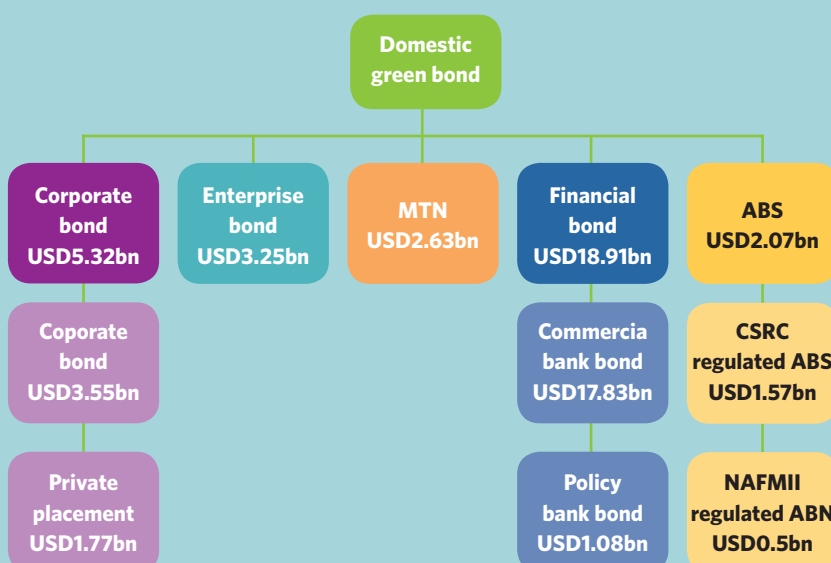 Domestic
green bond
Corporate
bond
USD5.32bn
Enterprise
bond
USD3.25bn
MTN
USD2.63bn
Financial
bond
USD18.91bn
ABS
USD2.07bn
Coporate
bond
USD3.55bn
Commercia
bank bond
USD17.83bn
CSRC
regulated ABS
USD1.57bn
Private
placement
USD1.77bn
Policy
bank bond
USD1.08bn
NAFMII
regulated ABN
USD0.5bn